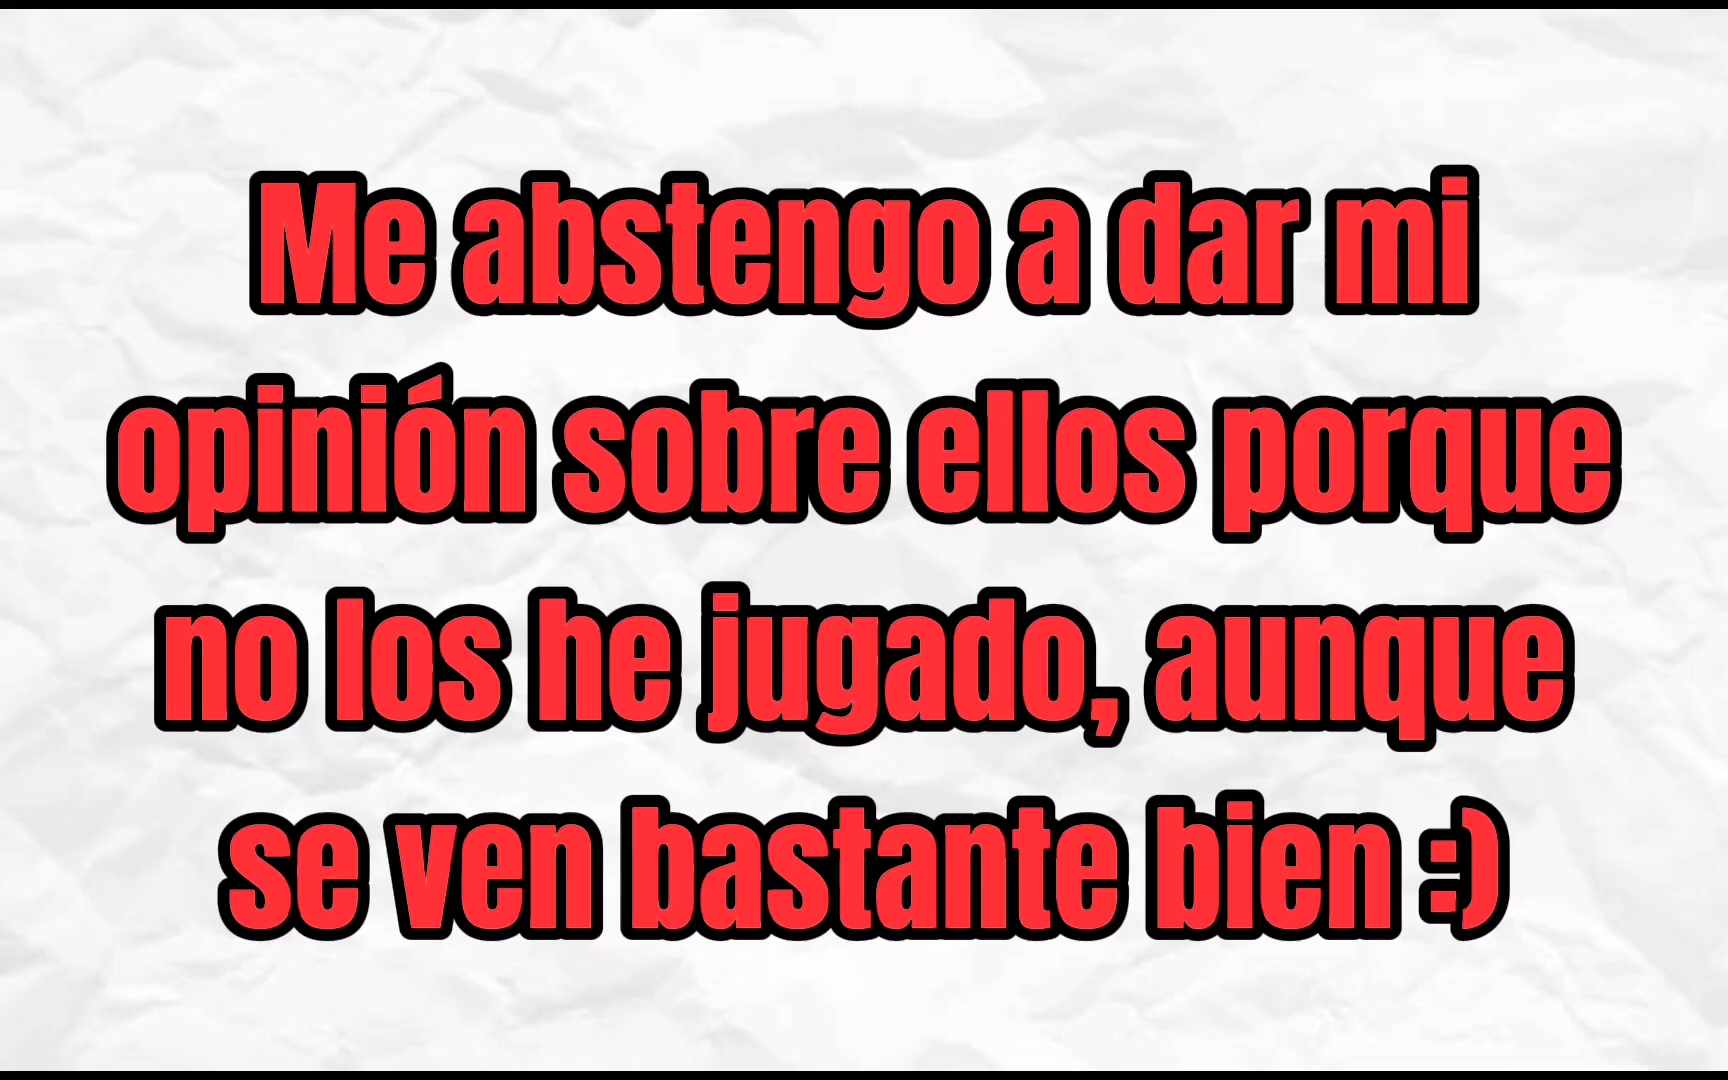 Me abstengo a dar mi
opinión sobre ellos porque
no los he jugado, aunque
se ven bastante bien :)